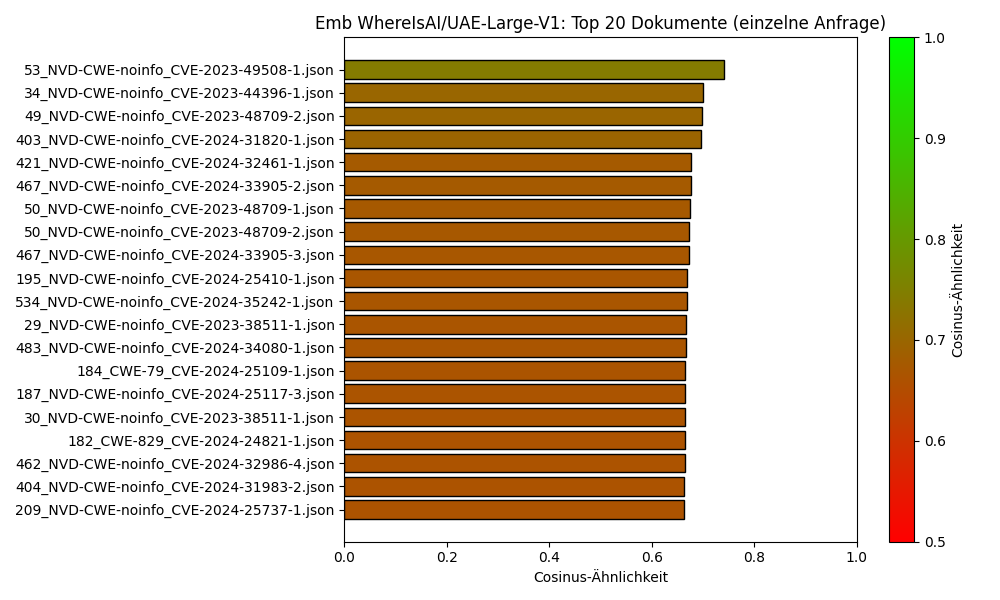 Emb WhereIsAI/UAE-Large-V1: Top 20 Dokumente (einzelne Anfrage)
53_NVD-CWE-noinfo_CVE-2023-49508-1.json
34_NVD-CWE-noinfo_CVE-2023-44396-1.json
49_NVD-CWE-noinfo_CVE-2023-48709-2.json
403_NVD-CWE-noinfo_CVE-2024-31820-1.json
421_NVD-CWE-noinfo_CVE-2024-32461-1.json
467_NVD-CWE-noinfo_CVE-2024-33905-2.json
50_NVD-CWE-noinfo_CVE-2023-48709-1.json
50_NVD-CWE-noinfo_CVE-2023-48709-2.json
467_NVD-CWE-noinfo_CVE-2024-33905-3.json
195_NVD-CWE-noinfo_CVE-2024-25410-1.json
534_NVD-CWE-noinfo_CVE-2024-35242-1.json
29_NVD-CWE-noinfo_CVE-2023-38511-1.json
483_NVD-CWE-noinfo_CVE-2024-34080-1.json
184_CWE-79_CVE-2024-25109-1.json
187_NVD-CWE-noinfo_CVE-2024-25117-3.json
30_NVD-CWE-noinfo_CVE-2023-38511-1.json
182_CWE-829_CVE-2024-24821-1.json
462_NVD-CWE-noinfo_CVE-2024-32986-4.json
404_NVD-CWE-noinfo_CVE-2024-31983-2.json
209_NVD-CWE-noinfo_CVE-2024-25737-1.json
0.0 0.2 0.4 0.6 0.8 1.0
Cosinus-Ähnlichkeit
1.0
0.9
0.8
0.7
0.6
0.5
Cosinus-Ähnlichkeit